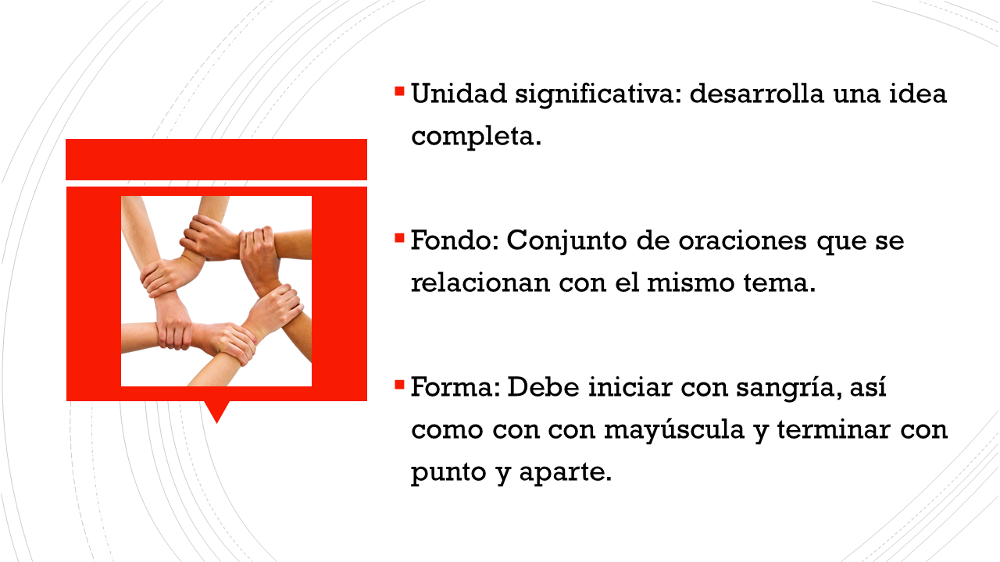 Unidad significativa: desarrolla una idea
completa.
Fondo: Conjunto de oraciones que se
relacionan con el mismo tema.
Forma: Debe iniciar con sangría, así
como con con mayúscula y terminar con
punto y aparte.